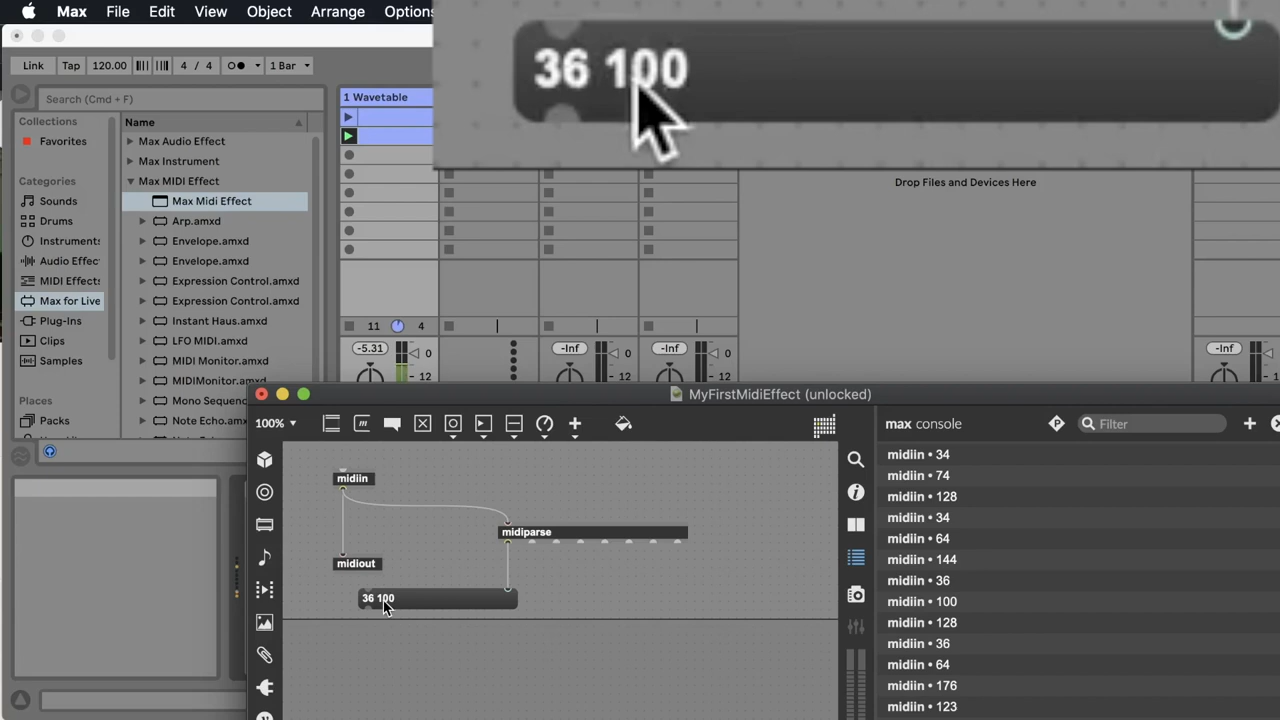 Max File Edit View Object Arrange Options
36 100
Link Tap 120.00 4 / 4 1 Bar
Search (Cmd + F)
1 Wavetable
Collections
Favorites
Categories
Sounds
Drums
Instruments
Audio Effec
MIDI Effects
Max for Live
Plug-Ins
Clips
Samples
Places
Packs
Name
Max Audio Effect
Max Instrument
Max MIDI Effect
Max Midi Effect
Arp.amxd
Envelope.amxd
Envelope.amxd
Expression Control.amxd
Expression Control.amxd
Instant Haus.amxd
LFO MIDI.amxd
MIDI Monitor.amxd
MIDIMonitor.amxd
Mono Sequenc
Note Echo.amx
Drop Files and Devices Here
11 4
-5.31 0 -Inf 0 -Inf 0 -Inf 0
12 12 12 12
MyFirstMidiEffect (unlocked)
100%
m
max console
Filter
midiin
midiparse
midiout
36 100
midiin • 34
midiin • 74
midiin • 128
midiin • 34
midiin • 64
midiin • 144
midiin • 36
midiin • 100
midiin • 128
midiin • 36
midiin • 64
midiin • 176
midiin • 123